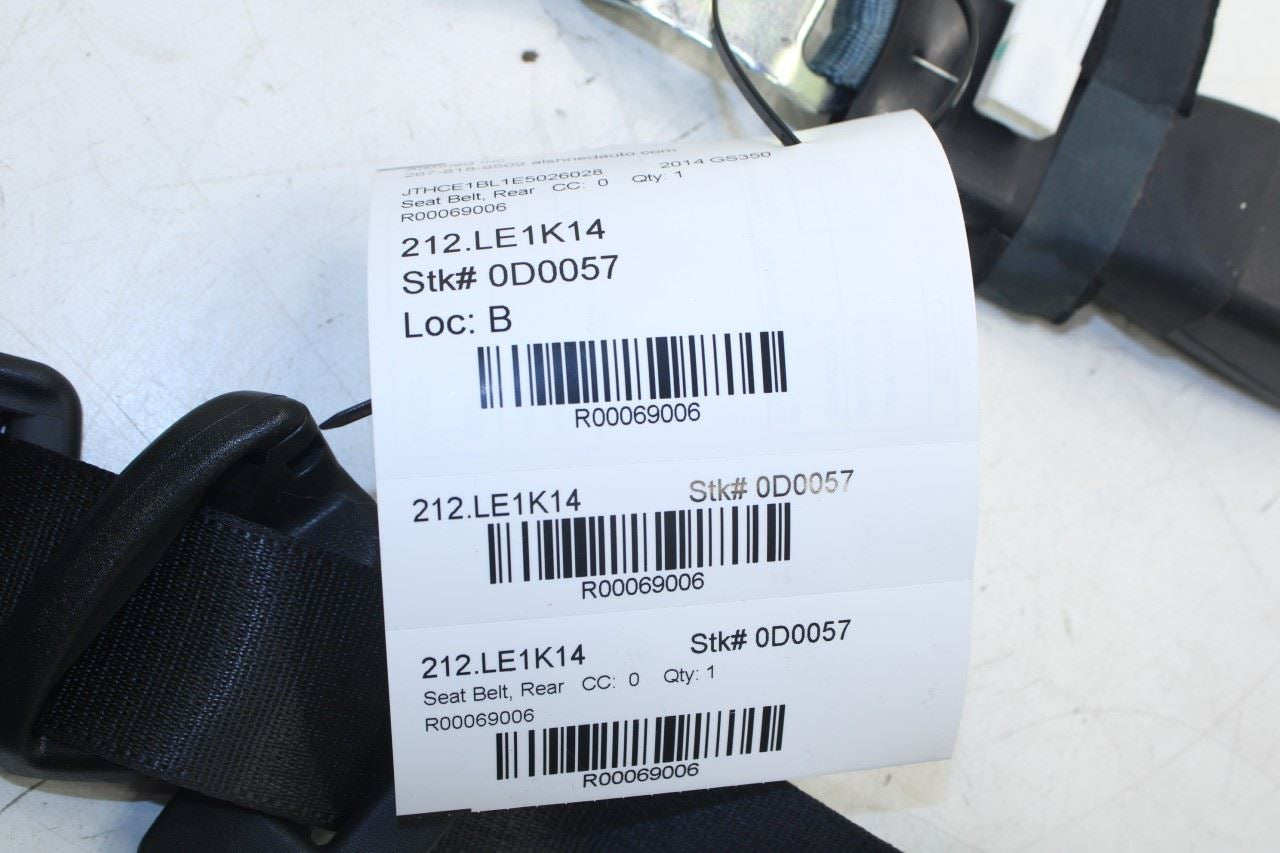 267-818-9509 alshnedauto.com
JTHCE1BL1E5026028 2014 GS350
Seat Belt, Rear CC: 0 Qty: 1
R00069006
212.LE1K14
Stk# 0D0057
Loc: B
R00069006
212.LE1K14 Stk# 0D0057
R00069006
212.LE1K14 Stk# 0D0057
Seat Belt, Rear CC: 0 Qty: 1
R00069006
R00069006